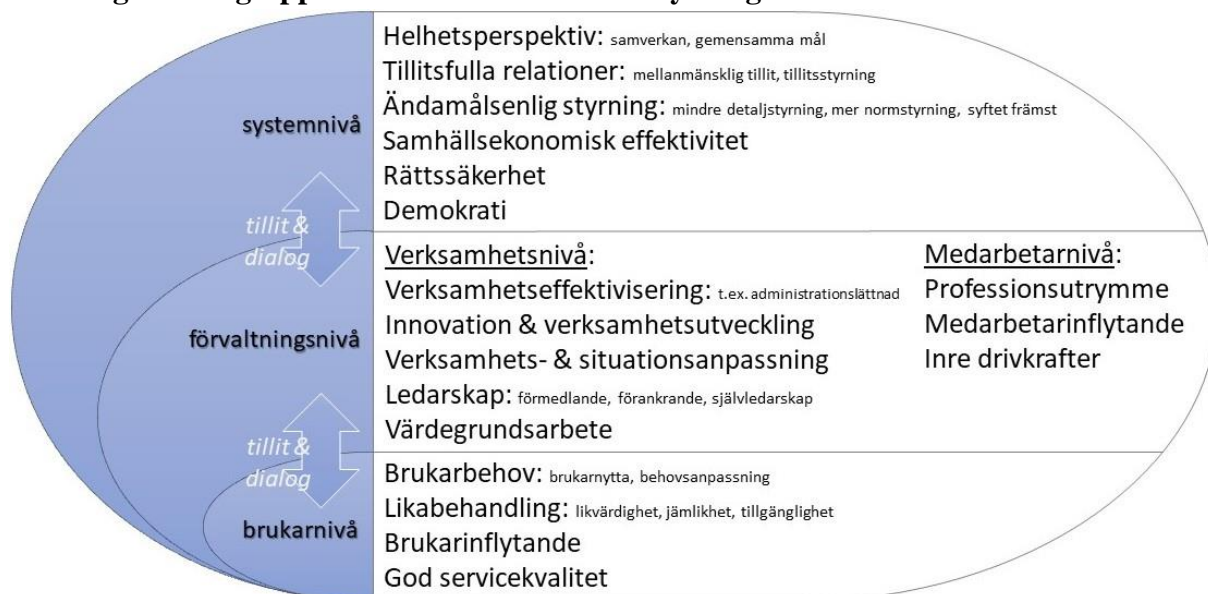 systemnivå
Helhetsperspektiv: samverkan, gemensamma mål
Tillitsfulla relationer: mellanmänsklig tillit, tillitsstyrning
Ändamålsenlig styrning: mindre detaljstyrning, mer normstyrning, syftet främst
Samhällsekonomisk effektivitet
Rättssäkerhet
Demokrati
tillit &
dialog
förvaltningsnivå
Verksamhetsnivå:
Verksamhetseffektivisering: t.ex. administrationslättnad
Innovation & verksamhetsutveckling
Verksamhets- & situationsanpassning
Ledarskap: förmedlande, förankrande, självledarskap
Värdegrundsarbete
Medarbetarnivå:
Professionsutrymme
Medarbetarinflytande
Inre drivkrafter
tillit &
dialog
brukarnivå
Brukarbehov: brukarnytta, behovsanpassning
Likabehandling: likvärdighet, jämlikhet, tillgänglighet
Brukarinflytande
God servicekvalitet